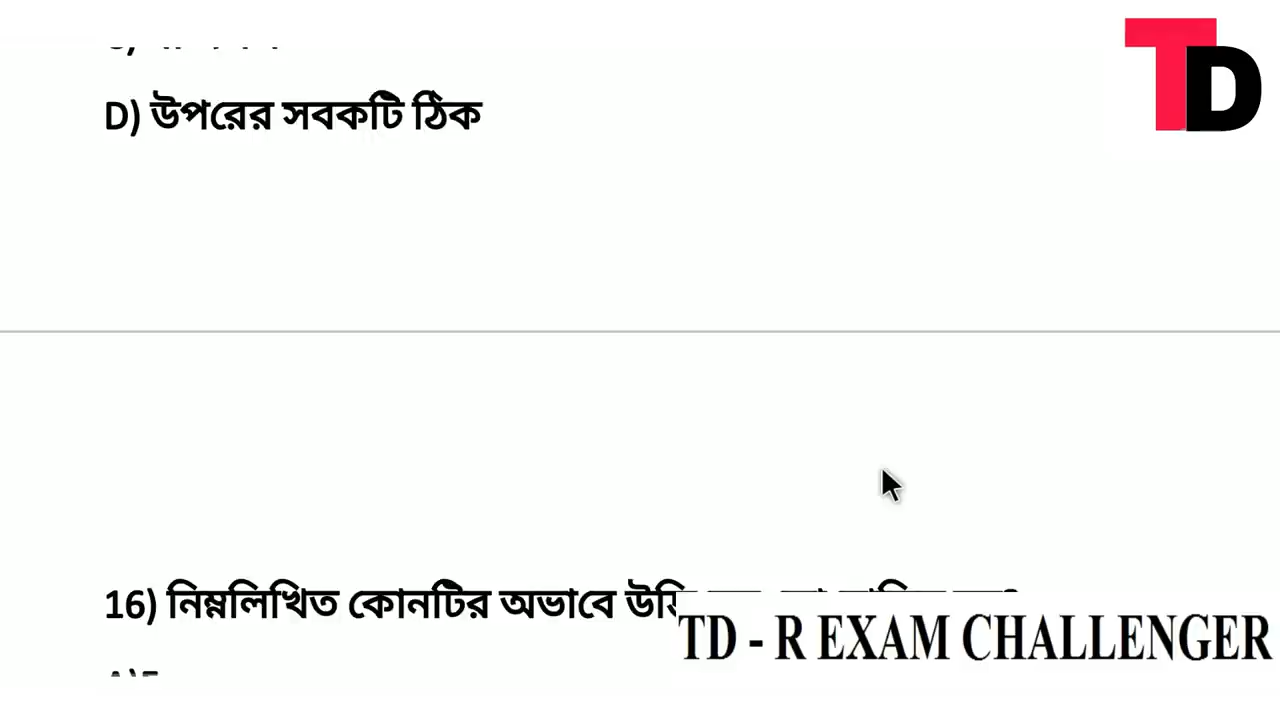 TD
D) উপরের সবকটি ঠিক
16) নিম্নলিখিত কোনটির অভাবে
TD - R EXAM CHALLENGER